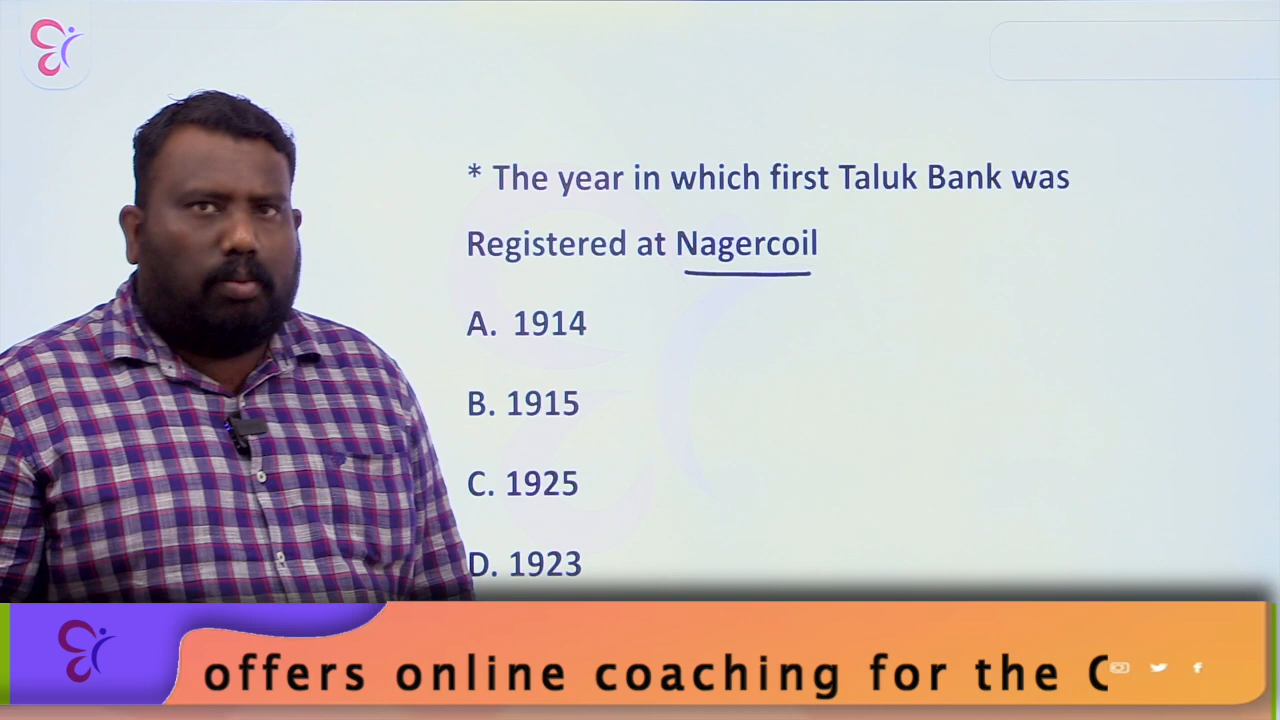 * The year in which first Taluk Bank was
Registered at Nagercoil
A. 1914
B. 1915
C. 1925
D. 1923
offers online coaching for the C